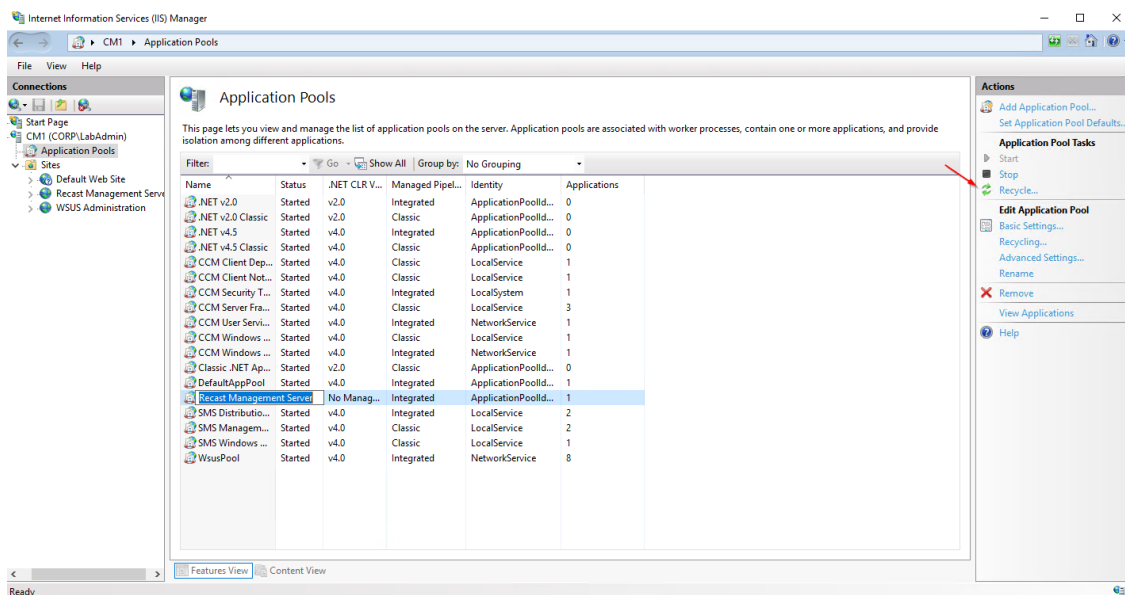 Internet Information Services (IIS) Manager
CM1 Application Pools
File View Help
Connections
Start Page
CM1 (CORP\LabAdmin)
Application Pools
Sites
Default Web Site
Recast Management Serve
WSUS Administration
Application Pools
This page lets you view and manage the list of application pools on the server. Application pools are associated with worker processes, contain one or more applications, and provide
isolation among different applications.
Filter: Go Show All Group by: No Grouping
Name Status .NET CLR V... Managed Pipel... Identity Applications
.NET v2.0 Started v2.0 Integrated ApplicationPoolId... 0
.NET v2.0 Classic Started v2.0 Classic ApplicationPoolId... 0
.NET v4.5 Started v4.0 Integrated ApplicationPoolId... 0
.NET v4.5 Classic Started v4.0 Classic ApplicationPoolId... 0
CCM Client Dep... Started v4.0 Classic LocalService 1
CCM Client Not... Started v4.0 Classic LocalService 1
CCM Security T... Started v4.0 Integrated LocalSystem 1
CCM Server Fra... Started v4.0 Classic LocalService 3
CCM User Servi... Started v4.0 Integrated NetworkService 1
CCM Windows ... Started v4.0 Classic LocalService 1
CCM Windows ... Started v4.0 Integrated NetworkService 1
Classic .NET Ap... Started v2.0 Classic ApplicationPoolId... 0
DefaultAppPool Started v4.0 Integrated ApplicationPoolId... 1
Recast Management Server No Manag... Integrated ApplicationPoolId... 1
SMS Distributio... Started v4.0 Integrated LocalService 2
SMS Managem... Started v4.0 Classic LocalService 2
SMS Windows ... Started v4.0 Classic LocalService 1
WsusPool Started v4.0 Integrated NetworkService 8
Features View Content View
Actions
Add Application Pool...
Set Application Pool Defaults...
Application Pool Tasks
Start
Stop
Recycle...
Edit Application Pool
Basic Settings...
Recycling...
Advanced Settings...
Rename
Remove
View Applications
Help
Ready